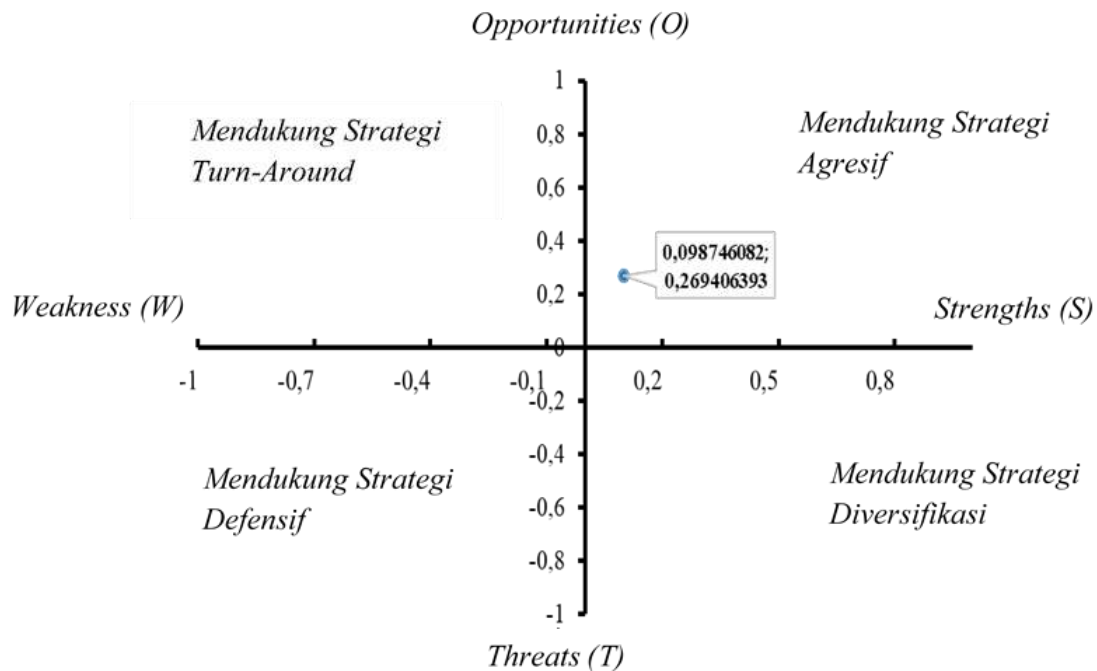 Opportunities (O)
Mendukung Strategi
Turn-Around
Mendukung Strategi
Agresif
1
0,8
0,6
0,4
0,2
0
-0,2
-0,4
-0,6
-0,8
-1
0,098746082;
0,269406393
Weakness (W)
Strengths (S)
-1
-0,7
-0,4
-0,1
0,2
0,5
0,8
Mendukung Strategi
Defensif
Mendukung Strategi
Diversifikasi
Threats (T)